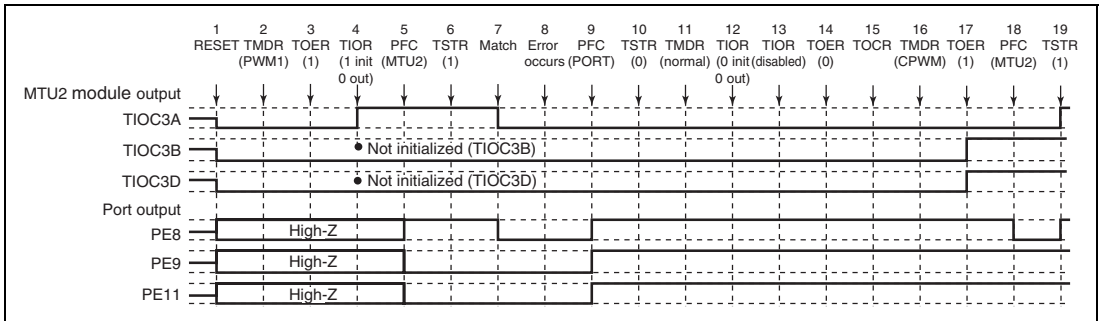 1 2 3 4 5 6 7 8 9 10 11 12 13 14 15 16 17 18 19
RESET TMDR TOER TIOR PFC TSTR Match Error PFC TSTR TMDR TIOR TIOR TOER TOCR TMDR TOER PFC TSTR
(PWM1) (1) (1 init (MTU2) (1) occurs (PORT) (0) (normal) (0 init (disabled) (0) (CPWM) (1) (MTU2) (1)
0 out) 0 out)
MTU2 module output
TIOC3A
TIOC3B • Not initialized (TIOC3B)
TIOC3D • Not initialized (TIOC3D)
Port output
PE8 High-Z
PE9 High-Z
PE11 High-Z